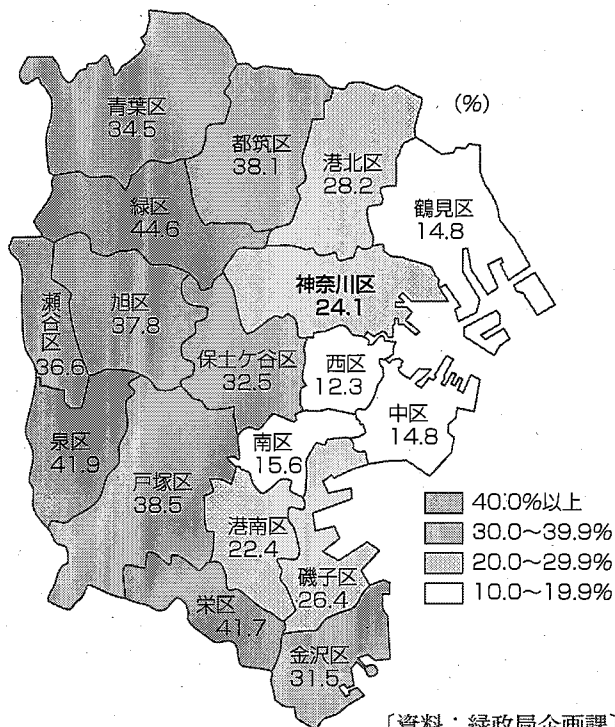 (%)
青葉区
34.5
都筑区
38.1
港北区
28.2
鶴見区
14.8
緑区
44.6
神奈川区
24.1
瀬谷区
36.6
旭区
37.8
保土ケ谷区
32.5
西区
12.3
中区
14.8
泉区
41.9
戸塚区
38.5
南区
15.6
港南区
22.4
磯子区
26.4
栄区
41.7
金沢区
31.5
40.0%以上
30.0〜39.9%
20.0〜29.9%
10.0〜19.9%
〔資料:緑政局企画課〕